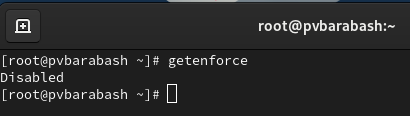 root@pvbarabash:~
[root@pvbarabash ~]# getenforce
Disabled
[root@pvbarabash ~]#